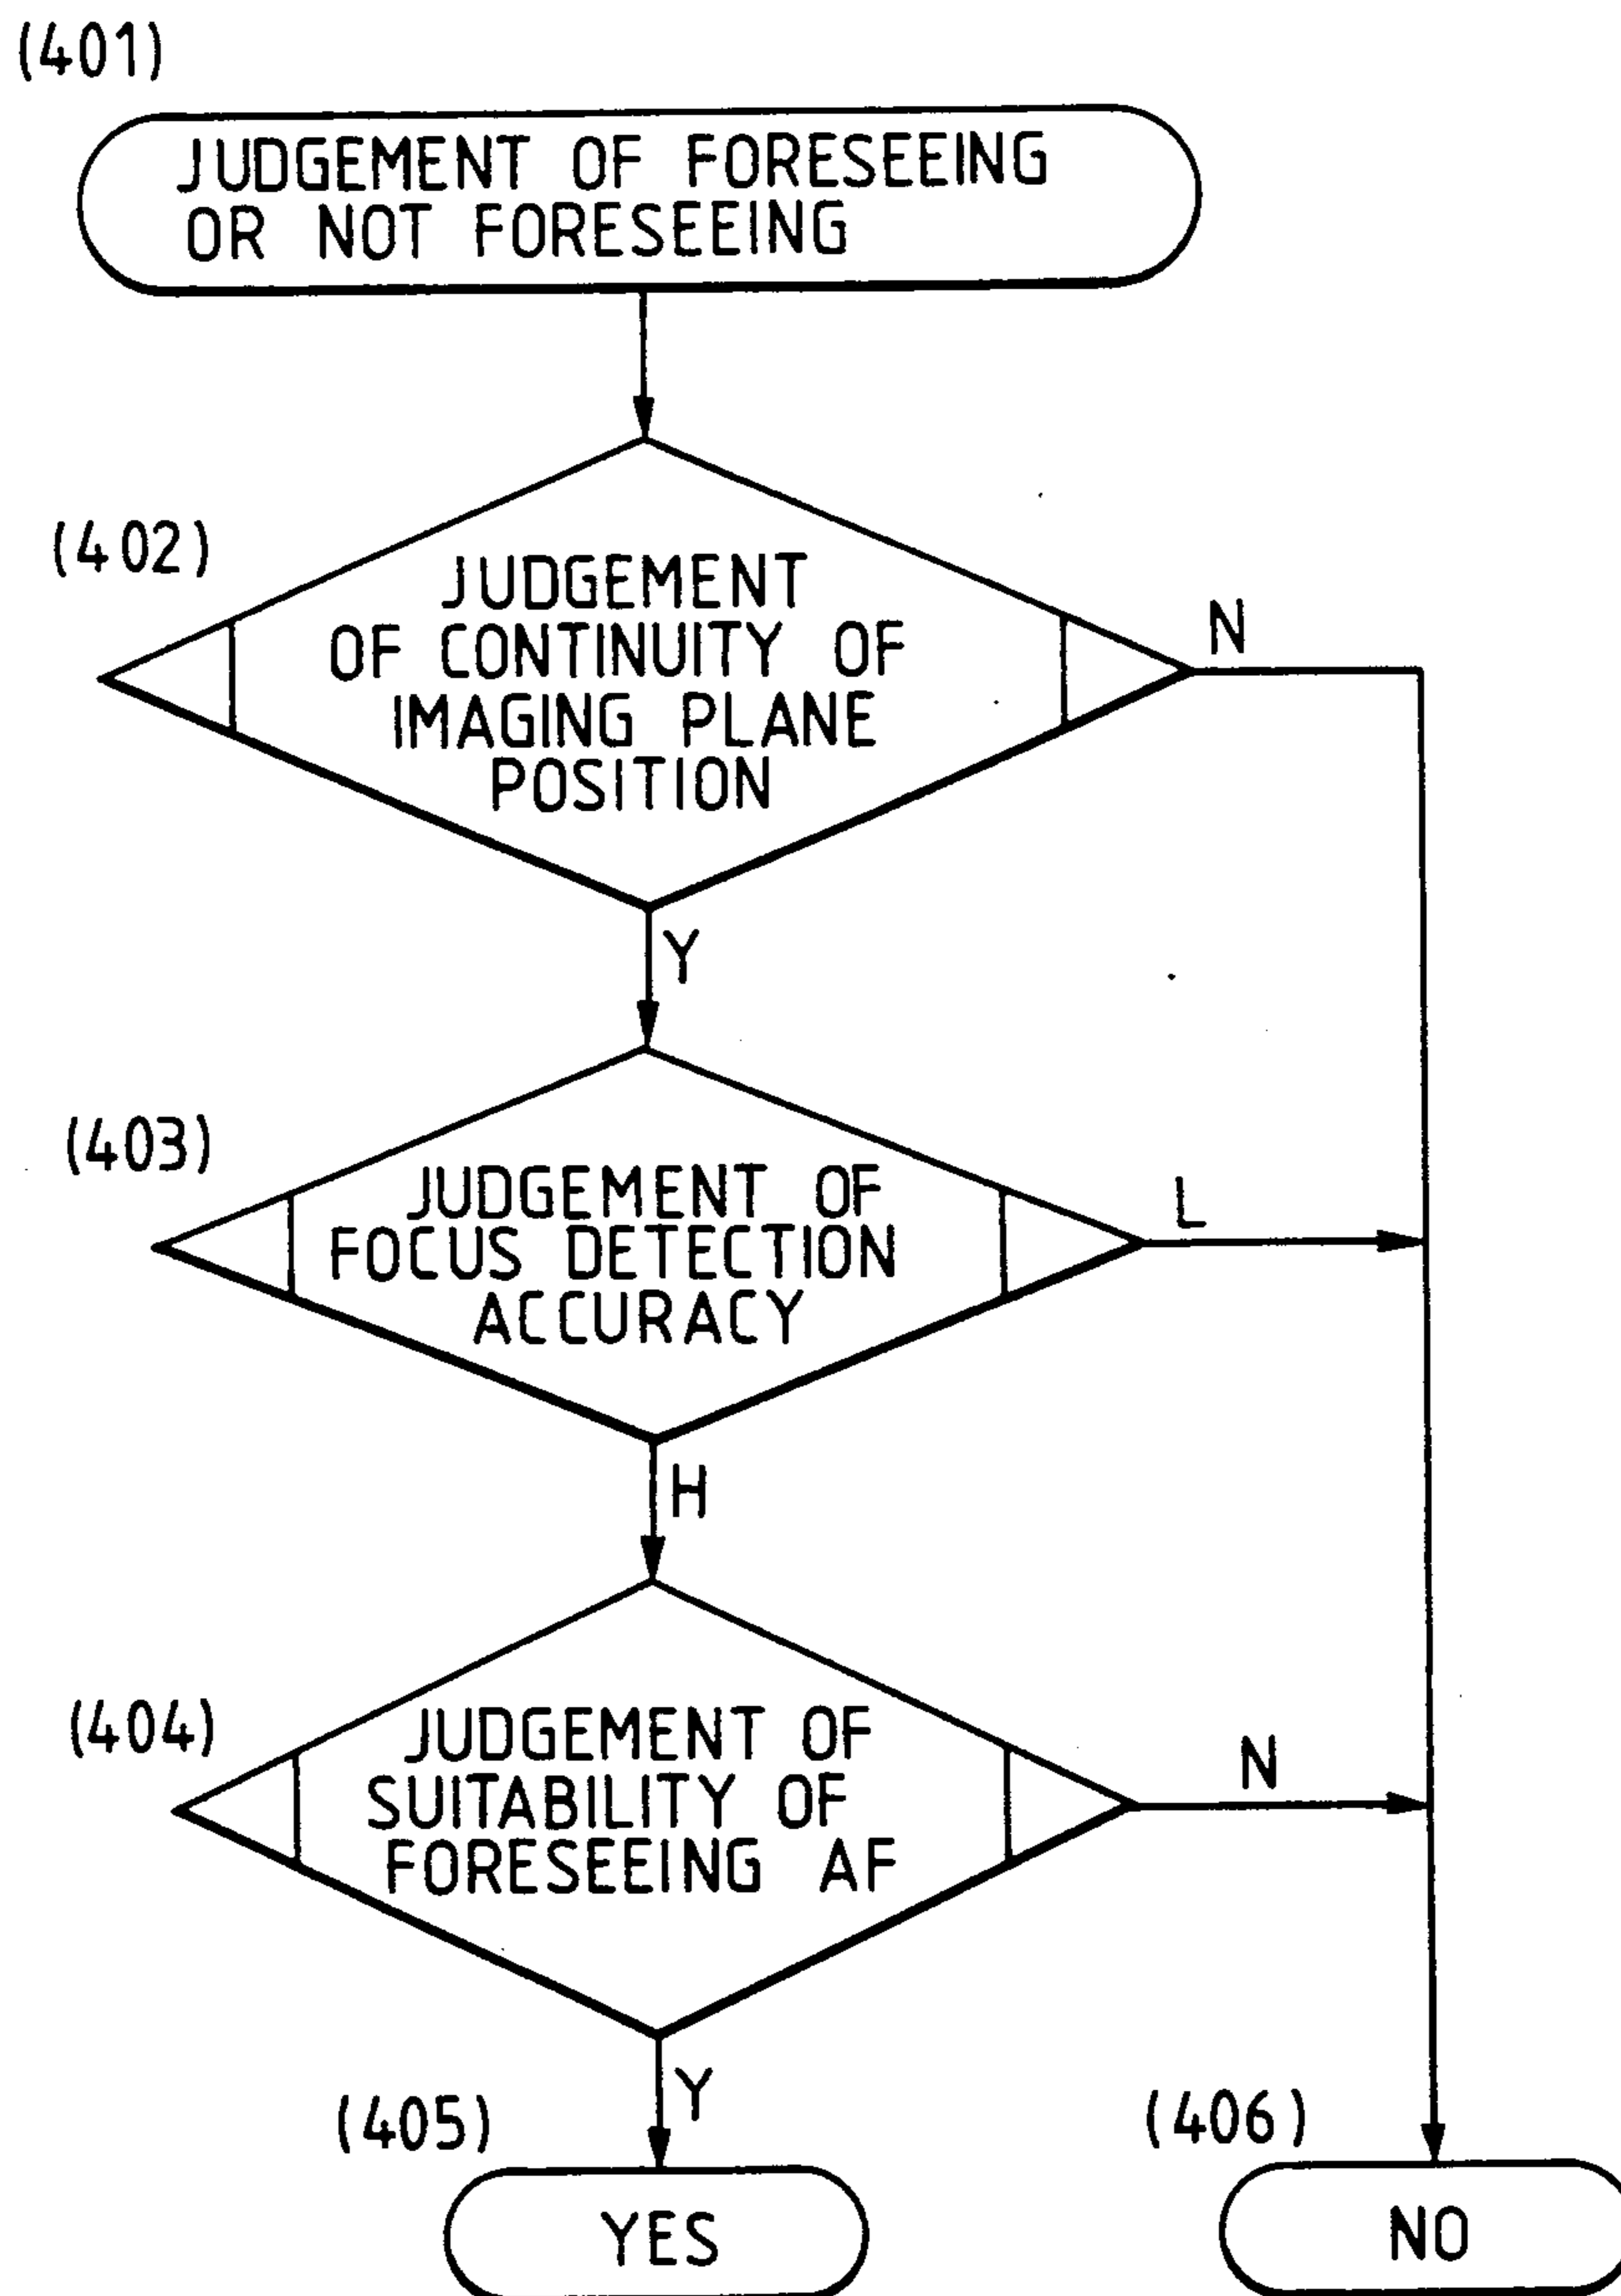 (401)
JUDGEMENT OF FORESEEING
OR NOT FORESEEING
(402)
JUDGEMENT
OF CONTINUITY OF
IMAGING PLANE
POSITION
N
Y
(403)
JUDGEMENT OF
FOCUS DETECTION
ACCURACY
L
H
(404)
JUDGEMENT OF
SUITABILITY OF
FORESEEING AF
N
Y
(405)
YES
(406)
NO